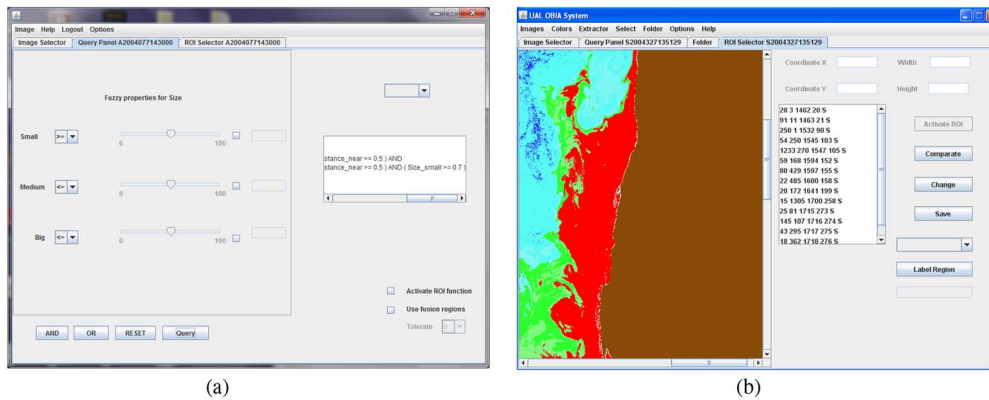 Image Help Logout Options
Image Selector Query Panel A2004077143000 ROI Selector A2004077143000
Fuzzy properties for Size
Small >= 0 100
stance_near >= 0.5 ) AND
stance_near >= 0.5 ) AND ( Size_small >= 0.7 )
Medium <= 0 100
Big <= 0 100
Activate ROI function
Use fusion regions
Tolerate 0
AND OR RESET Query
(a)
UAL OBIA System
Images Colors Extractor Select Folder Options Help
Image Selector Query Panel S2004327135129 Folder ROI Selector S2004327135129
Coordinate X Width
Coordinate Y Height
28 3 1462 20 S
91 11 1463 21 S
250 1 1532 90 S
54 250 1545 103 S
1233 270 1547 105 S
59 168 1594 152 S
80 429 1597 155 S
22 485 1600 158 S
20 172 1641 199 S
15 1305 1700 258 S
25 81 1715 273 S
145 107 1716 274 S
43 295 1717 275 S
18 362 1718 276 S
Activate ROI
Comparate
Change
Save
Label Region
(b)